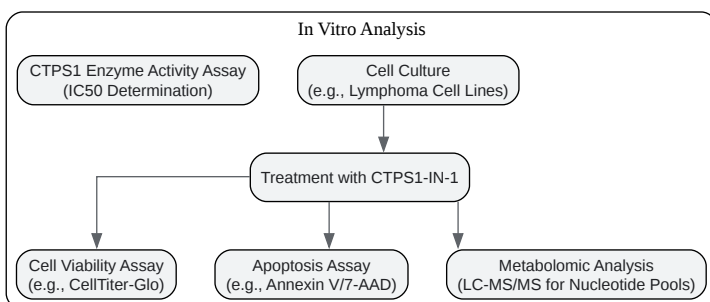 In Vitro Analysis
CTPS1 Enzyme Activity Assay
(IC50 Determination)
Cell Culture
(e.g., Lymphoma Cell Lines)
Treatment with CTPS1-IN-1
Cell Viability Assay
(e.g., CellTiter-Glo)
Apoptosis Assay
(e.g., Annexin V/7-AAD)
Metabolomic Analysis
(LC-MS/MS for Nucleotide Pools)